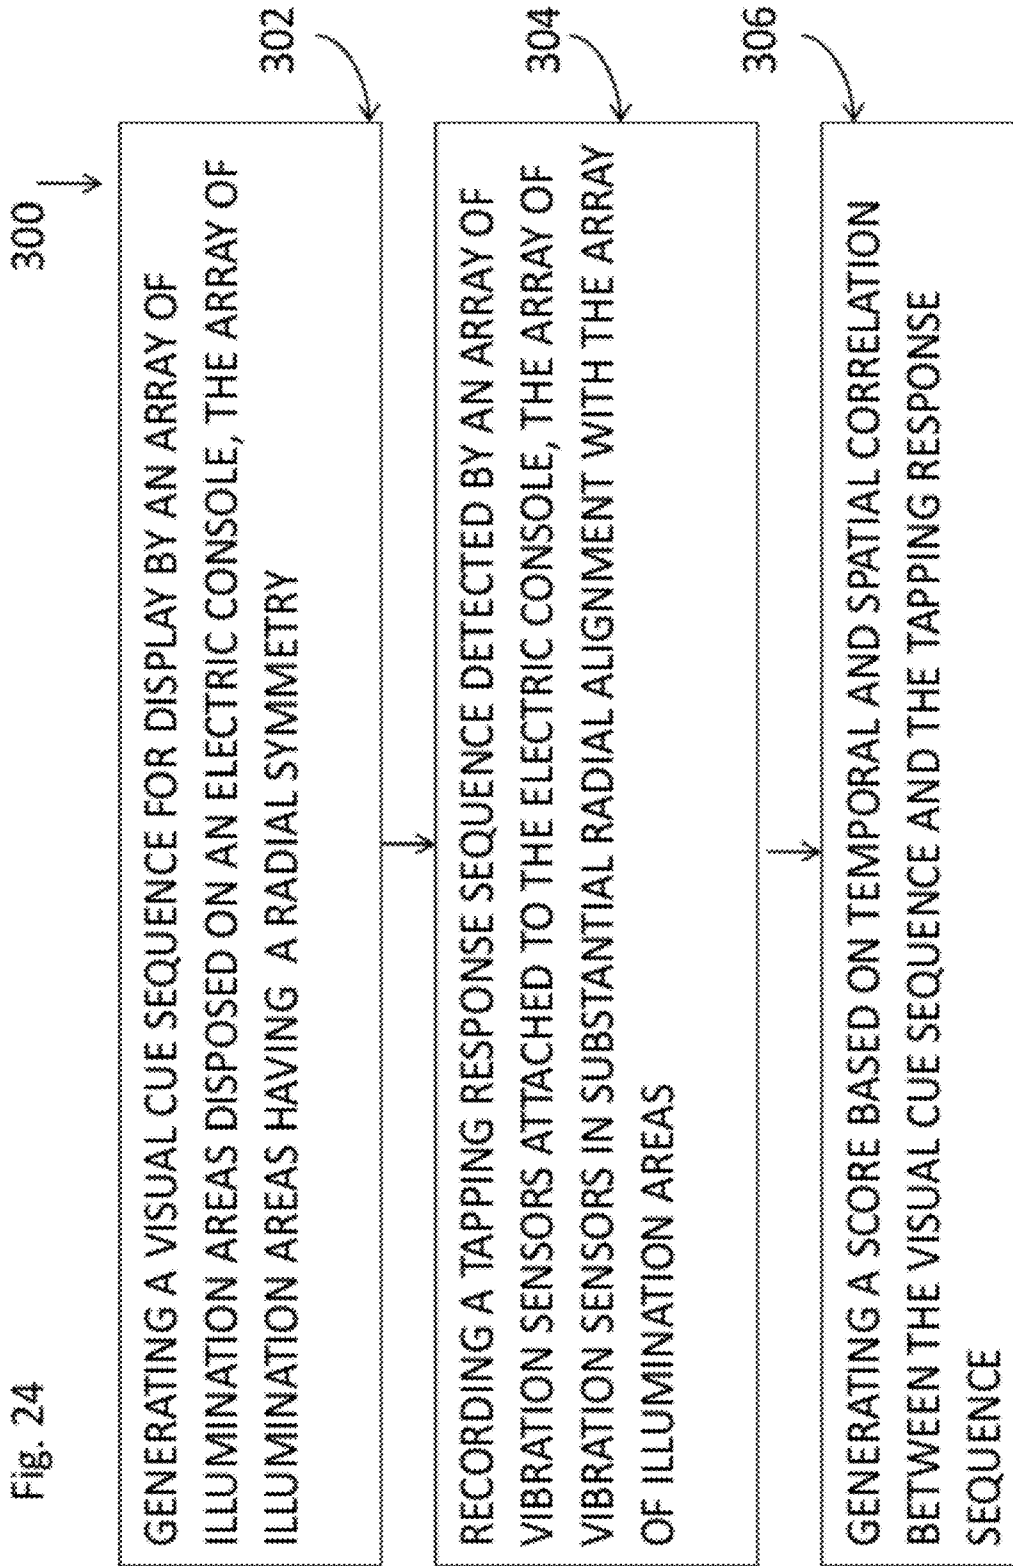 Fig. 24
300
GENERATING A VISUAL CUE SEQUENCE FOR DISPLAY BY AN ARRAY OF
ILLUMINATION AREAS DISPOSED ON AN ELECTRIC CONSOLE, THE ARRAY OF
ILLUMINATION AREAS HAVING A RADIAL SYMMETRY
302
RECORDING A TAPPING RESPONSE SEQUENCE DETECTED BY AN ARRAY OF
VIBRATION SENSORS ATTACHED TO THE ELECTRIC CONSOLE, THE ARRAY OF
VIBRATION SENSORS IN SUBSTANTIAL RADIAL ALIGNMENT WITH THE ARRAY
OF ILLUMINATION AREAS
304
GENERATING A SCORE BASED ON TEMPORAL AND SPATIAL CORRELATION
BETWEEN THE VISUAL CUE SEQUENCE AND THE TAPPING RESPONSE
SEQUENCE
306